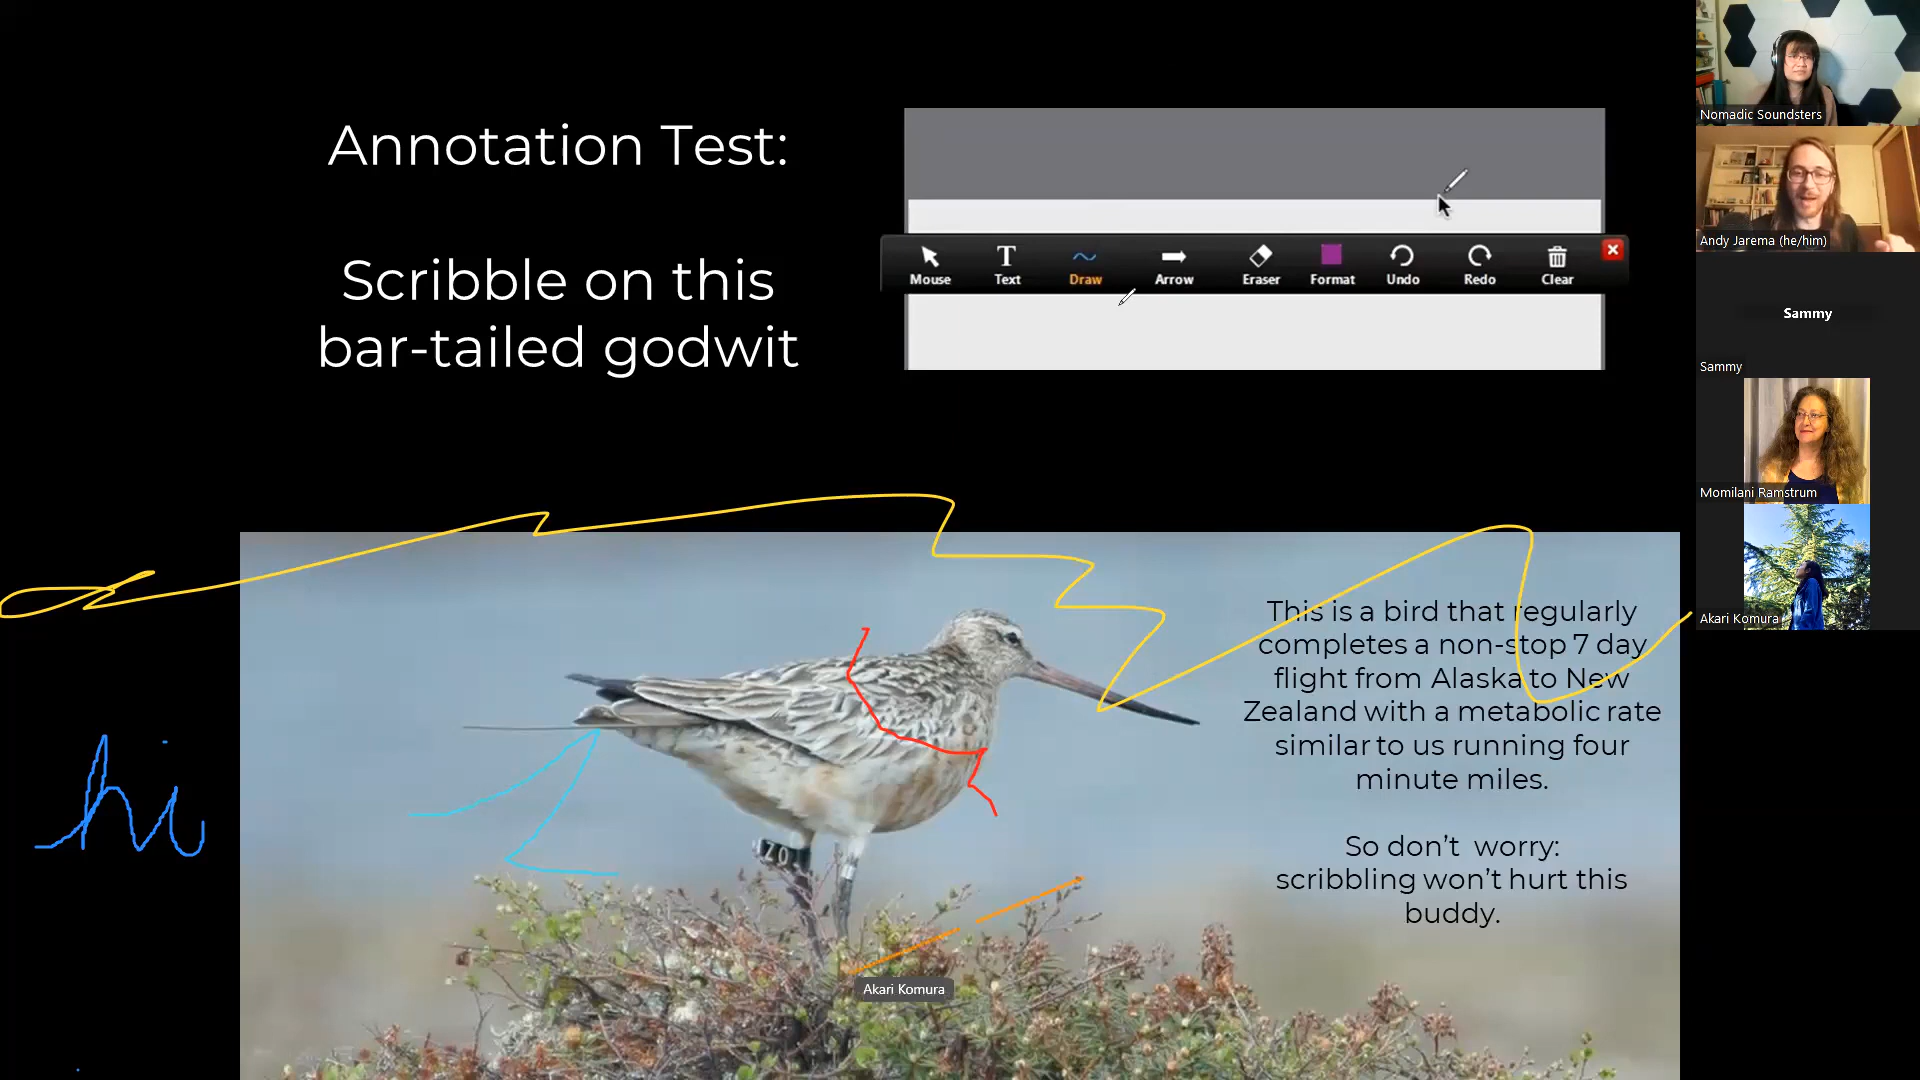 Annotation Test:
Scribble on this
bar-tailed godwit
Mouse
Text
Draw
Arrow
Eraser
Format
Undo
Redo
Clear
This is a bird that regularly
completes a non-stop 7 day
flight from Alaska to New
Zealand with a metabolic rate
similar to us running four
minute miles.
So don’t  worry:
scribbling won’t hurt this
buddy.
hi
ZO
Akari Komura
Nomadic Soundsters
Andy Jarema (he/him)
Sammy
Sammy
Momilani Ramstrum
Akari Komura